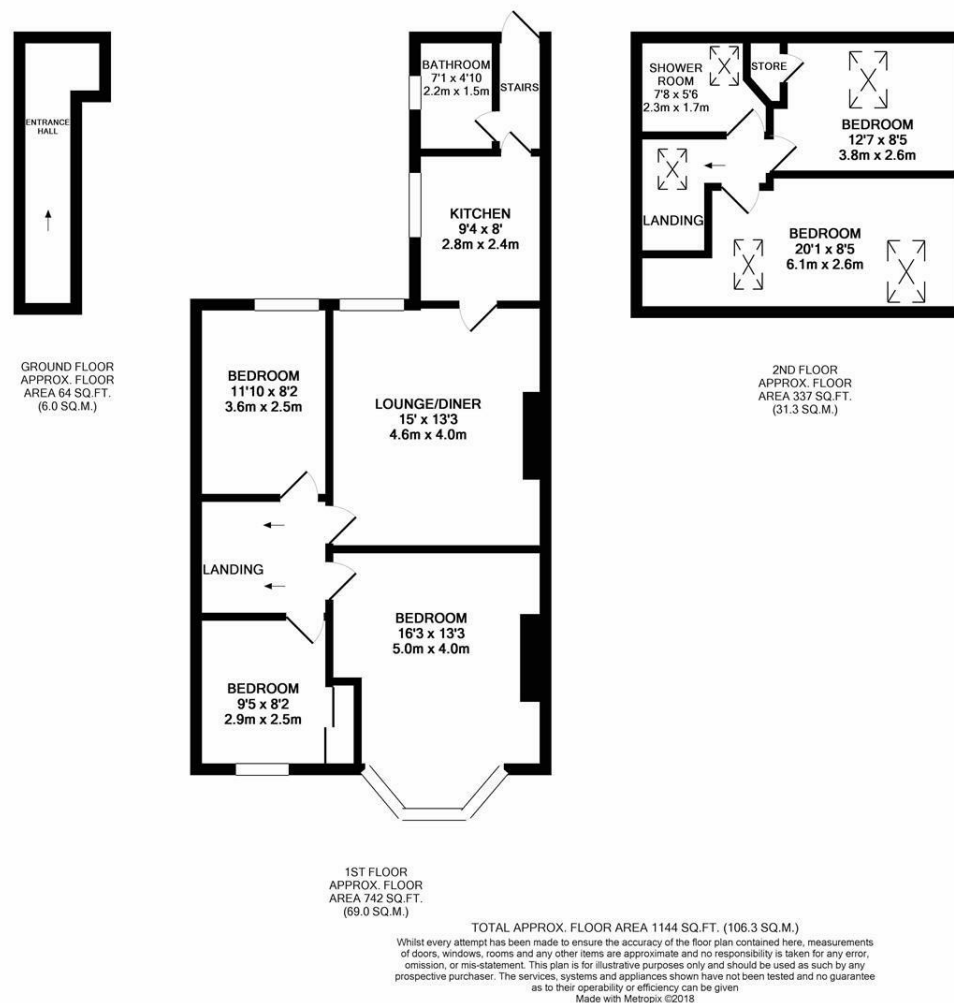 ENTRANCE
HALL
GROUND FLOOR
APPROX. FLOOR
AREA 64 SQ.FT.
(6.0 SQ.M.)
BATHROOM
7'1 x 4'10
2.2m x 1.5m
STAIRS
KITCHEN
9'4 x 8'
2.8m x 2.4m
BEDROOM
11'10 x 8'2
3.6m x 2.5m
LOUNGE/DINER
15' x 13'3
4.6m x 4.0m
LANDING
BEDROOM
16'3 x 13'3
5.0m x 4.0m
BEDROOM
9'5 x 8'2
2.9m x 2.5m
1ST FLOOR
APPROX. FLOOR
AREA 742 SQ.FT.
(69.0 SQ.M.)
SHOWER
ROOM
7'8 x 5'6
2.3m x 1.7m
STORE
BEDROOM
12'7 x 8'5
3.8m x 2.6m
LANDING
BEDROOM
20'1 x 8'5
6.1m x 2.6m
2ND FLOOR
APPROX. FLOOR
AREA 337 SQ.FT.
(31.3 SQ.M.)
TOTAL APPROX. FLOOR AREA 1144 SQ.FT. (106.3 SQ.M.)
Whilst every attempt has been made to ensure the accuracy of the floor plan contained here, measurements
of doors, windows, rooms and any other items are approximate and no responsibility is taken for any error,
omission, or mis-statement. This plan is for illustrative purposes only and should be used as such by any
prospective purchaser. The services, systems and appliances shown have not been tested and no guarantee
as to their operability or efficiency can be given
Made with Metropix ©2018